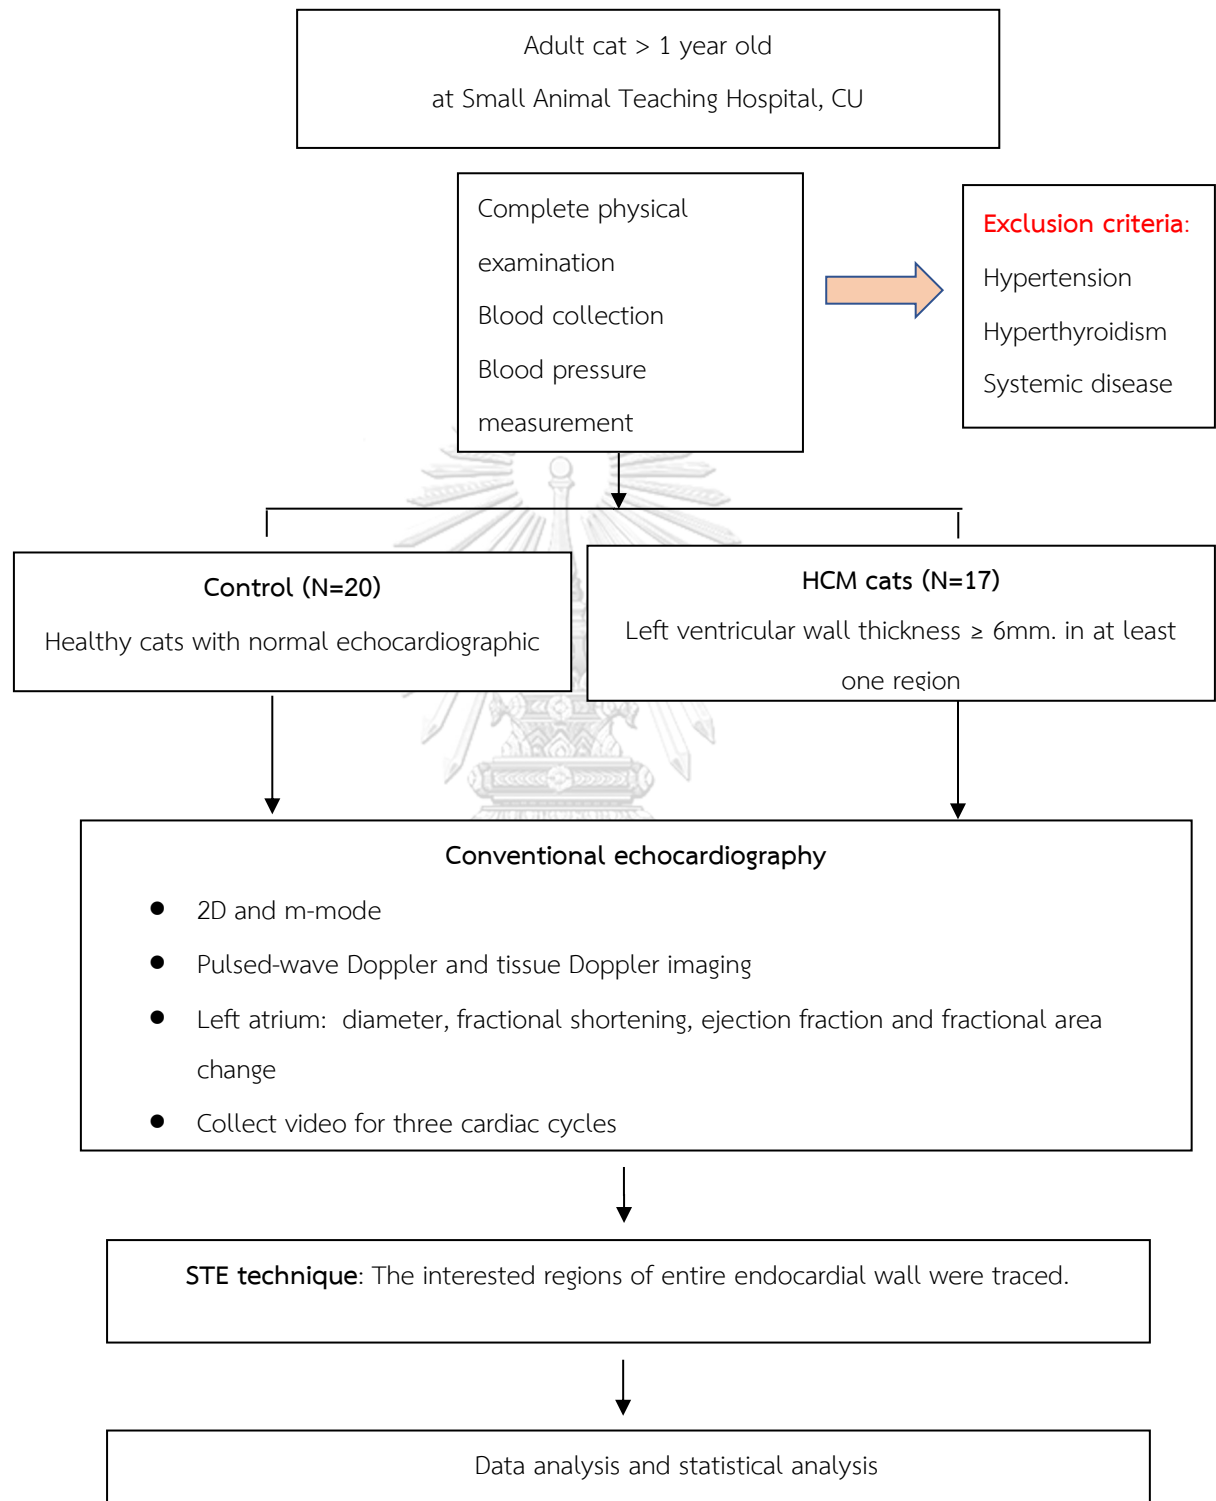 Adult cat > 1 year old
at Small Animal Teaching Hospital, CU
Complete physical
examination
Blood collection
Blood pressure
measurement
Exclusion criteria:
Hypertension
Hyperthyroidism
Systemic disease
Control (N=20)
Healthy cats with normal echocardiographic
HCM cats (N=17)
Left ventricular wall thickness ≥ 6mm. in at least
one region
Conventional echocardiography
● 2D and m-mode
● Pulsed-wave Doppler and tissue Doppler imaging
● Left atrium: diameter, fractional shortening, ejection fraction and fractional area
change
● Collect video for three cardiac cycles
STE technique: The interested regions of entire endocardial wall were traced.
Data analysis and statistical analysis